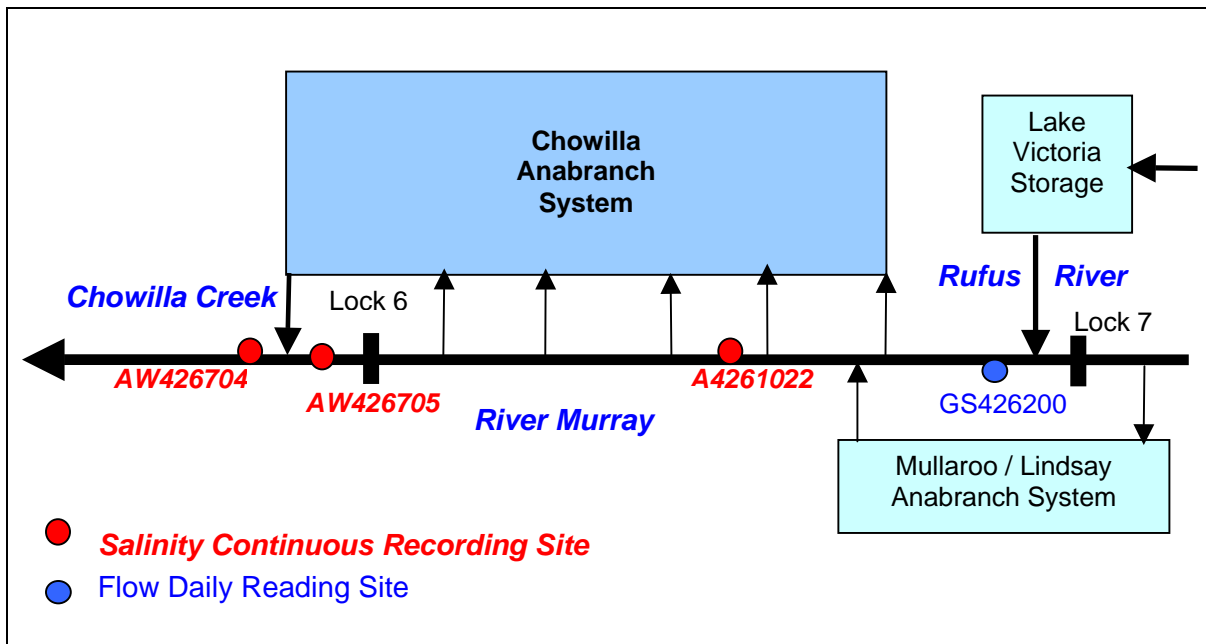 Chowilla
Anabranch
System
Lake
Victoria
Storage
Chowilla Creek
Lock 6
Rufus River
Lock 7
AW426704
AW426705
A4261022
GS426200
River Murray
Mullaroo / Lindsay
Anabranch System
Salinity Continuous Recording Site
Flow Daily Reading Site